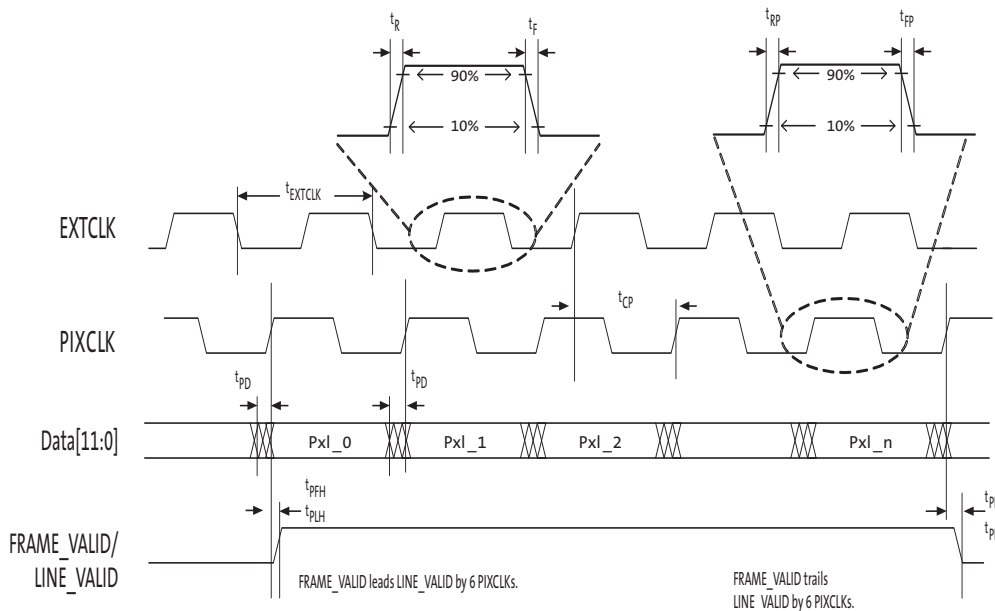 tR tF tRP tFP
90% 90%
10% 10%
tEXTCLK
EXTCLK
tCP
PIXCLK
tPD tPD
Data[11:0] Pxl_0 Pxl_1 Pxl_2 Pxl_n
tPFH
tPLH
FRAME_VALID/
LINE_VALID
FRAME_VALID leads LINE_VALID by 6 PIXCLKs.
FRAME_VALID trails
LINE_VALID by 6 PIXCLKs.